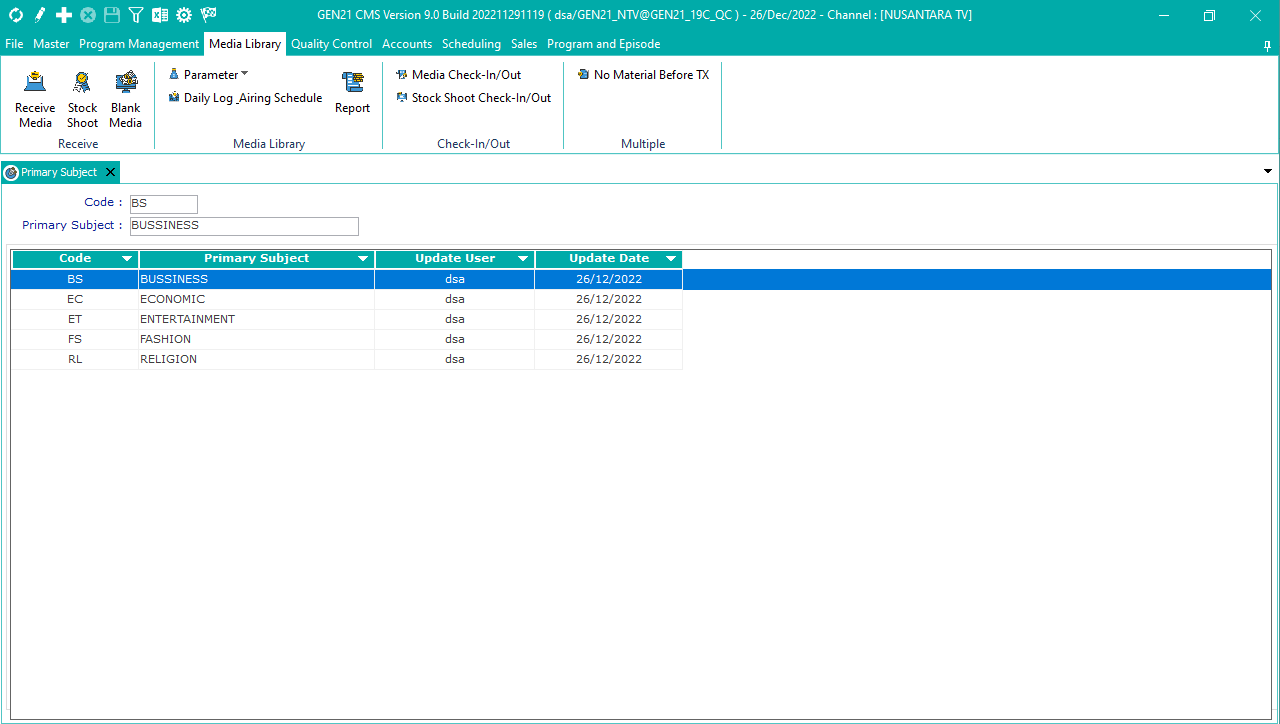 GEN21 CMS Version 9.0 Build 202211291119 ( dsa/GEN21_NTV@GEN21_19C_QC ) - 26/Dec/2022 - Channel : [NUSANTARA TV]
File Master Program Management Media Library Quality Control Accounts Scheduling Sales Program and Episode
Receive Media
Stock Shoot
Blank Media
Receive
Parameter
Daily Log _Airing Schedule
Report
Media Library
Media Check-In/Out
Stock Shoot Check-In/Out
Check-In/Out
No Material Before TX
Multiple
Primary Subject
Code : BS
Primary Subject : BUSSINESS
Code Primary Subject Update User Update Date
BS BUSSINESS dsa 26/12/2022
EC ECONOMIC dsa 26/12/2022
ET ENTERTAINMENT dsa 26/12/2022
FS FASHION dsa 26/12/2022
RL RELIGION dsa 26/12/2022